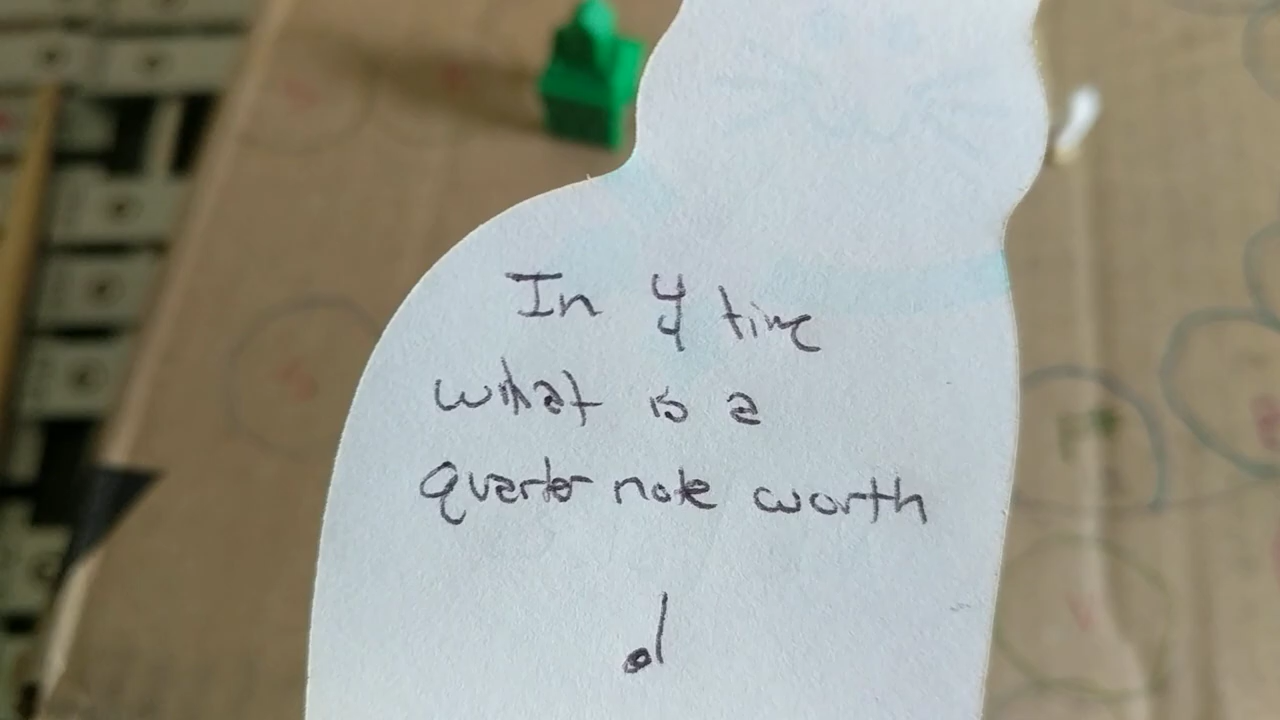 In 4/4 time
what is a
quarter note worth
♩